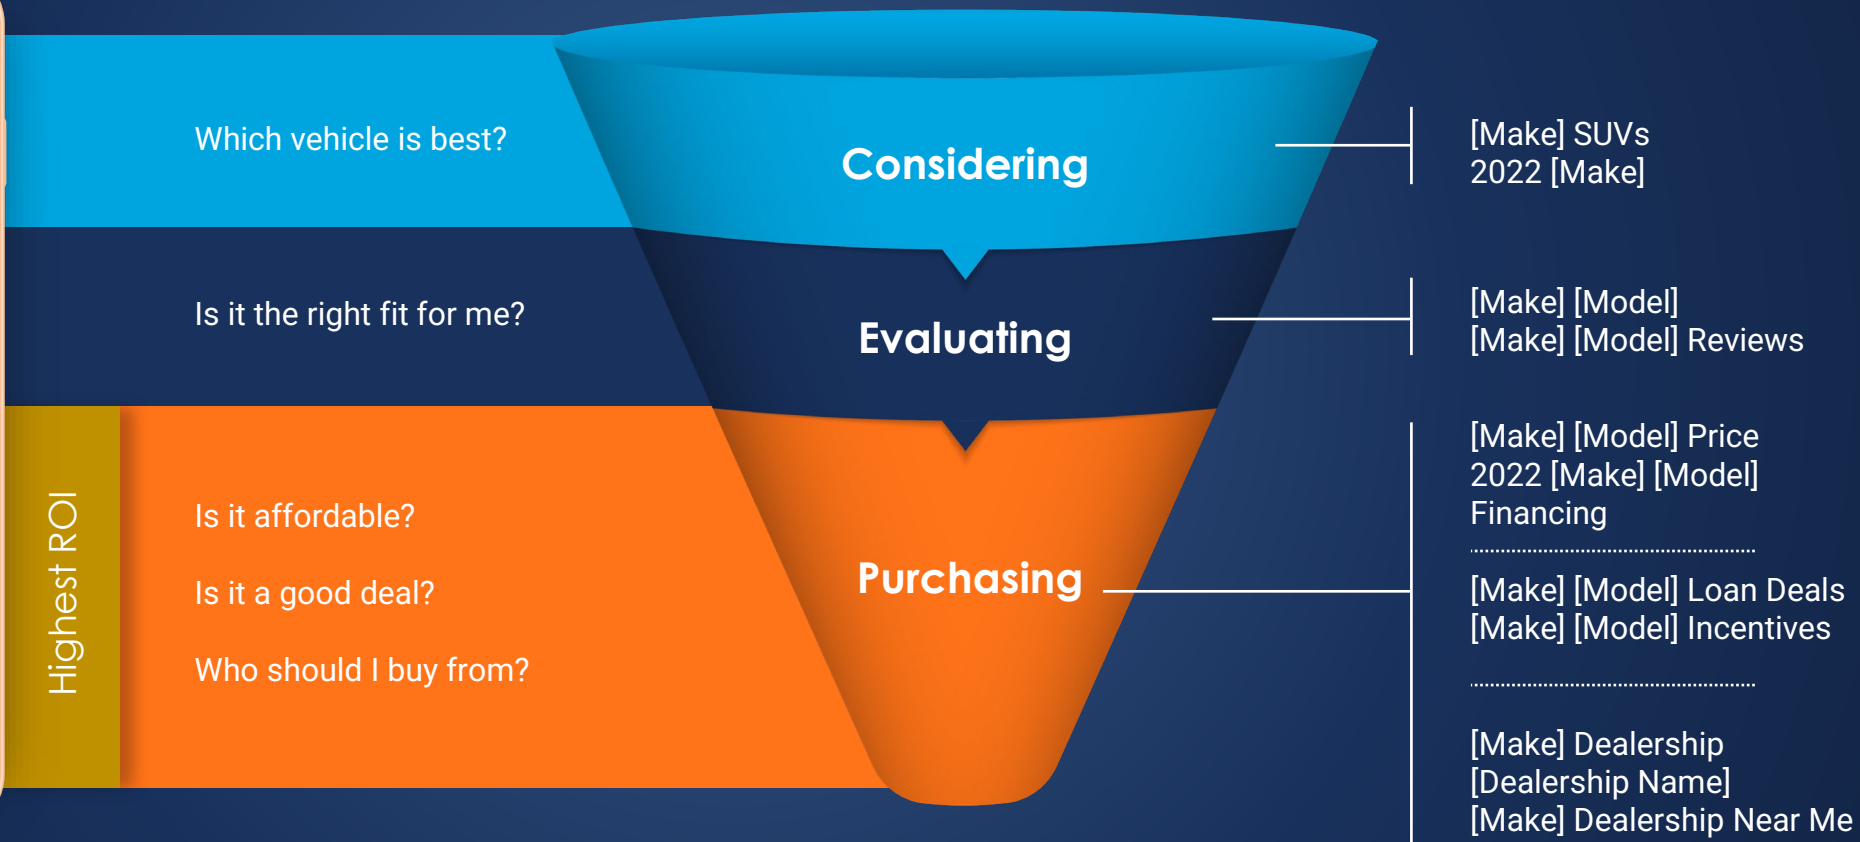 Which vehicle is best?
Considering
[Make] SUVs
2022 [Make]
Is it the right fit for me?
Evaluating
[Make] [Model]
[Make] [Model] Reviews
Highest ROI
Is it affordable?
Is it a good deal?
Who should I buy from?
Purchasing
[Make] [Model] Price
2022 [Make] [Model]
Financing
[Make] [Model] Loan Deals
[Make] [Model] Incentives
[Make] Dealership
[Dealership Name]
[Make] Dealership Near Me